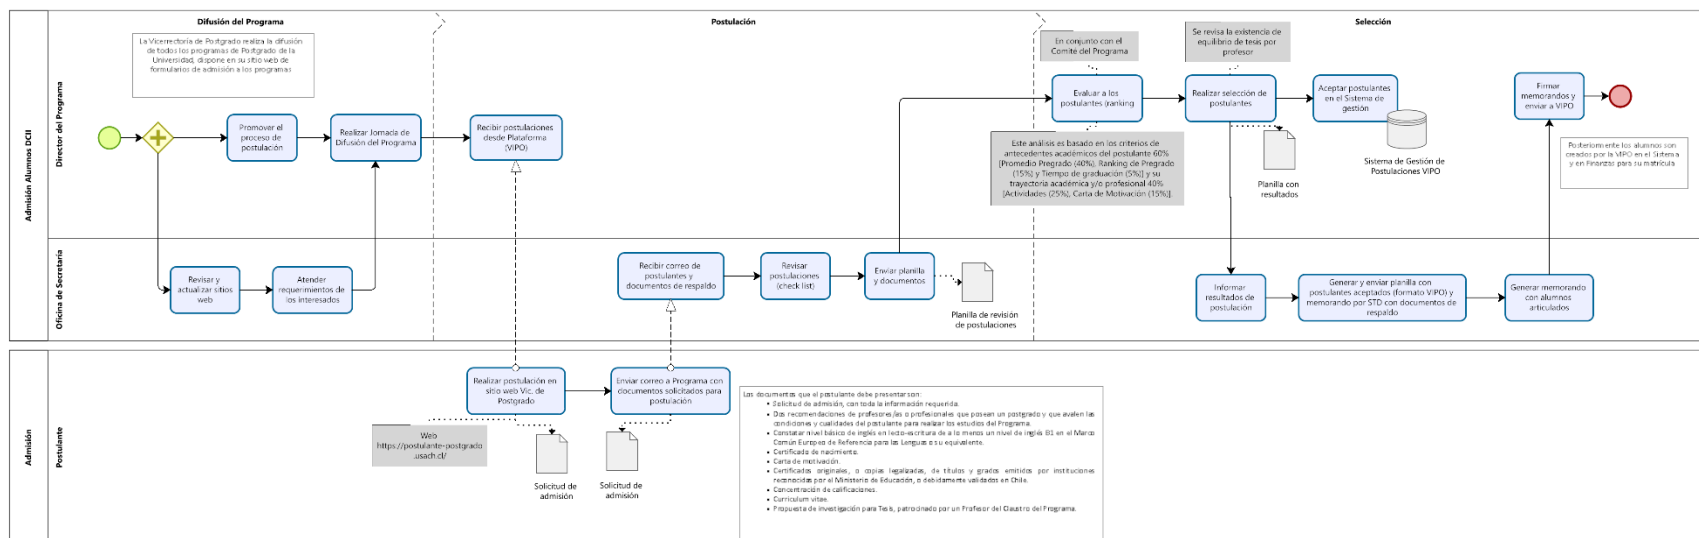 Difusión del Programa
Postulación
Selección
Admisión Alumnos DCII
Director del Programa
La Vicerrectoría de Postgrado realiza la difusión
de todos los programas de Postgrado de la
Universidad, dispone en su sitio web de
formularios de admisión a los programas
Promover el
proceso de
postulación
Realizar Jornada de
Difusión del Programa
Recibir postulaciones
desde Plataforma
(VIPO)
En conjunto con el
Comité del Programa
Evaluar a los
postulantes (ranking
Este análisis es basado en los criterios de
antecedentes académicos del postulante 60%
[Promedio Pregrado (40%), Ranking de Pregrado
(15%) y Tiempo de graduación (5%)] y su
trayectoria académica y/o profesional 40%
[Actividades (25%), Carta de Motivación (15%)].
Se revisa la existencia de
equilibrio de tesis por
profesor
Realizar selección de
postulantes
Planilla con
resultados
Aceptar postulantes
en el Sistema de
gestión
Sistema de Gestión de
Postulaciones VIPO
Firmar
memorandos y
enviar a VIPO
Posteriormente los alumnos son
creados por la VIPO en el Sistema
y en Finanzas para su matrícula
Oficina de Secretaría
Revisar y
actualizar sitios
web
Atender
requerimientos de
los interesados
Recibir correo de
postulantes y
documentos de
respaldo
Revisar
postulaciones
(check list)
Enviar planilla
y documentos
Planilla de revisión
de postulaciones
Informar
resultados de
postulación
Generar y enviar planilla con
postulantes aceptados (formato VIPO) y
memorando por STD con documentos de
respaldo
Generar memorando
con alumnos
articulados
Admisión
Postulante
Realizar postulación en
sitio web Vic. de
Postgrado
Enviar correo a Programa con
documentos solicitados para
postulación
Web
https://postulante-postgrado
.usach.cl/
Solicitud de
admisión
Solicitud de
admisión
Los documentos que el postulante debe presentar son:
• Solicitud de admisión, con toda la información requerida.
• Dos recomendaciones de profesores/as o profesionales que posean un postgrado y que avalen las
condiciones y cualidades del postulante para realizar los estudios del Programa.
• Constatar nivel básico de inglés en lecto-escritura de a lo menos un nivel de inglés B1 en el Marco
Común Europeo de Referencia para las Lenguas o su equivalente.
• Certificado de nacimiento.
• Carta de motivación.
• Certificados originales, o copias legalizadas, de títulos y grados emitidos por instituciones
reconocidas por el Ministerio de Educación, o debidamente validados en Chile.
• Concentración de calificaciones.
• Curriculum vitae.
• Propuesta de investigación para Tesis, patrocinado por un Profesor del Claustro del Programa.